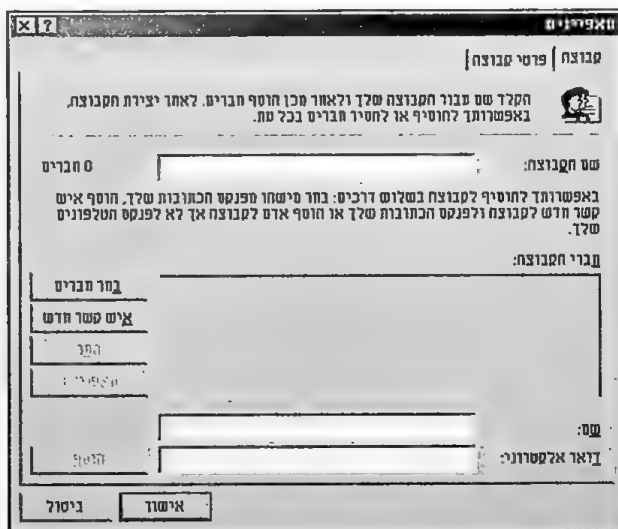 מאפיינים
קבוצה
פרטי קבוצה
הקלד שם עבור הקבוצה שלך ולאחר מכן הוסף חברים. לאחר יצירת הקבוצה,
באפשרותך להוסיף או להסיר חברים בכל עת.
שם הקבוצה:
0 חברים
באפשרותך להוסיף לקבוצה בשלוש דרכים: בחר מישהו מפנקס הכתובות שלך, הוסף איש
קשר חדש לקבוצה ולפנקס הכתובות שלך או הוסף אדם לקבוצה אך לא לפנקס הטלפונים
שלך.
חברי הקבוצה:
בחר חברים
איש קשר חדש
הסר
מאפיינים
שם:
דואר אלקטרוני:
הוסף
אישור
ביטול